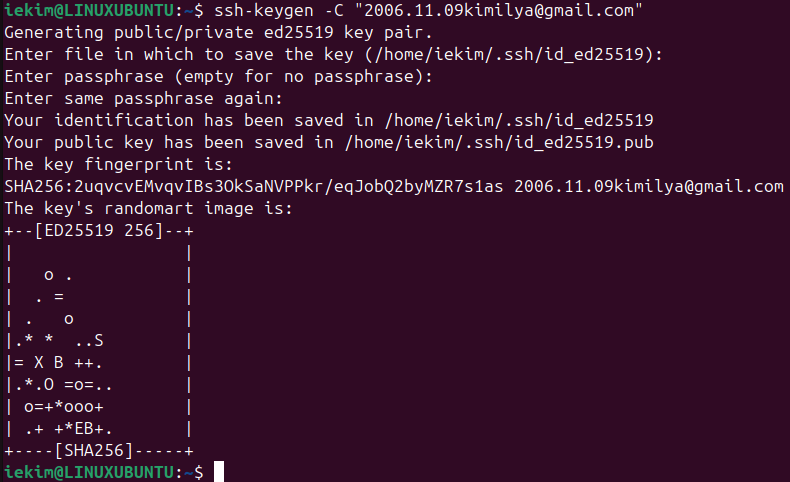 iekim@LINUXUBUNTU:~$ ssh-keygen -C "2006.11.09kimilya@gmail.com"
Generating public/private ed25519 key pair.
Enter file in which to save the key (/home/iekim/.ssh/id_ed25519):
Enter passphrase (empty for no passphrase):
Enter same passphrase again:
Your identification has been saved in /home/iekim/.ssh/id_ed25519
Your public key has been saved in /home/iekim/.ssh/id_ed25519.pub
The key fingerprint is:
SHA256:2uqvcvEMvqvIBs3OkSaNVPPkr/eqJobQ2byMZR7s1as 2006.11.09kimilya@gmail.com
The key's randomart image is:
+--[ED25519 256]--+
|                 |
|   o .           |
|  . =            |
| .   o           |
|.* *  ..S        |
|= X B ++.        |
|.*.O =o=..       |
| o=+*ooo+        |
| .+ +*EB+.       |
+----[SHA256]-----+
iekim@LINUXUBUNTU:~$